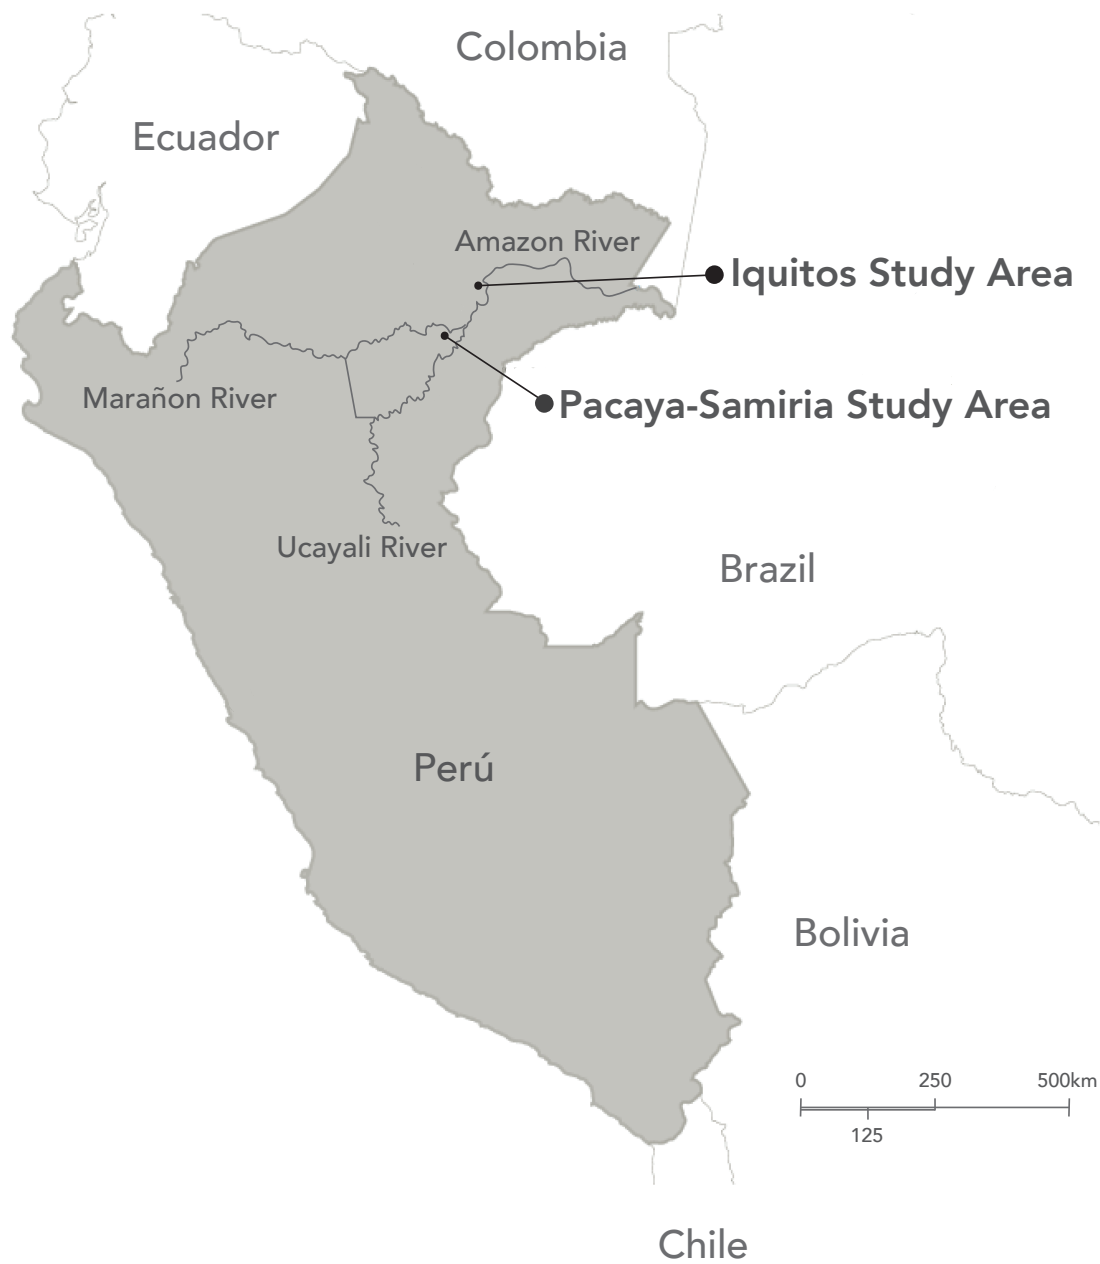 Colombia
Ecuador
Amazon River
Iquitos Study Area
Marañon River
Pacaya-Samiria Study Area
Ucayali River
Brazil
Perú
Bolivia
0 250 500km
125
Chile